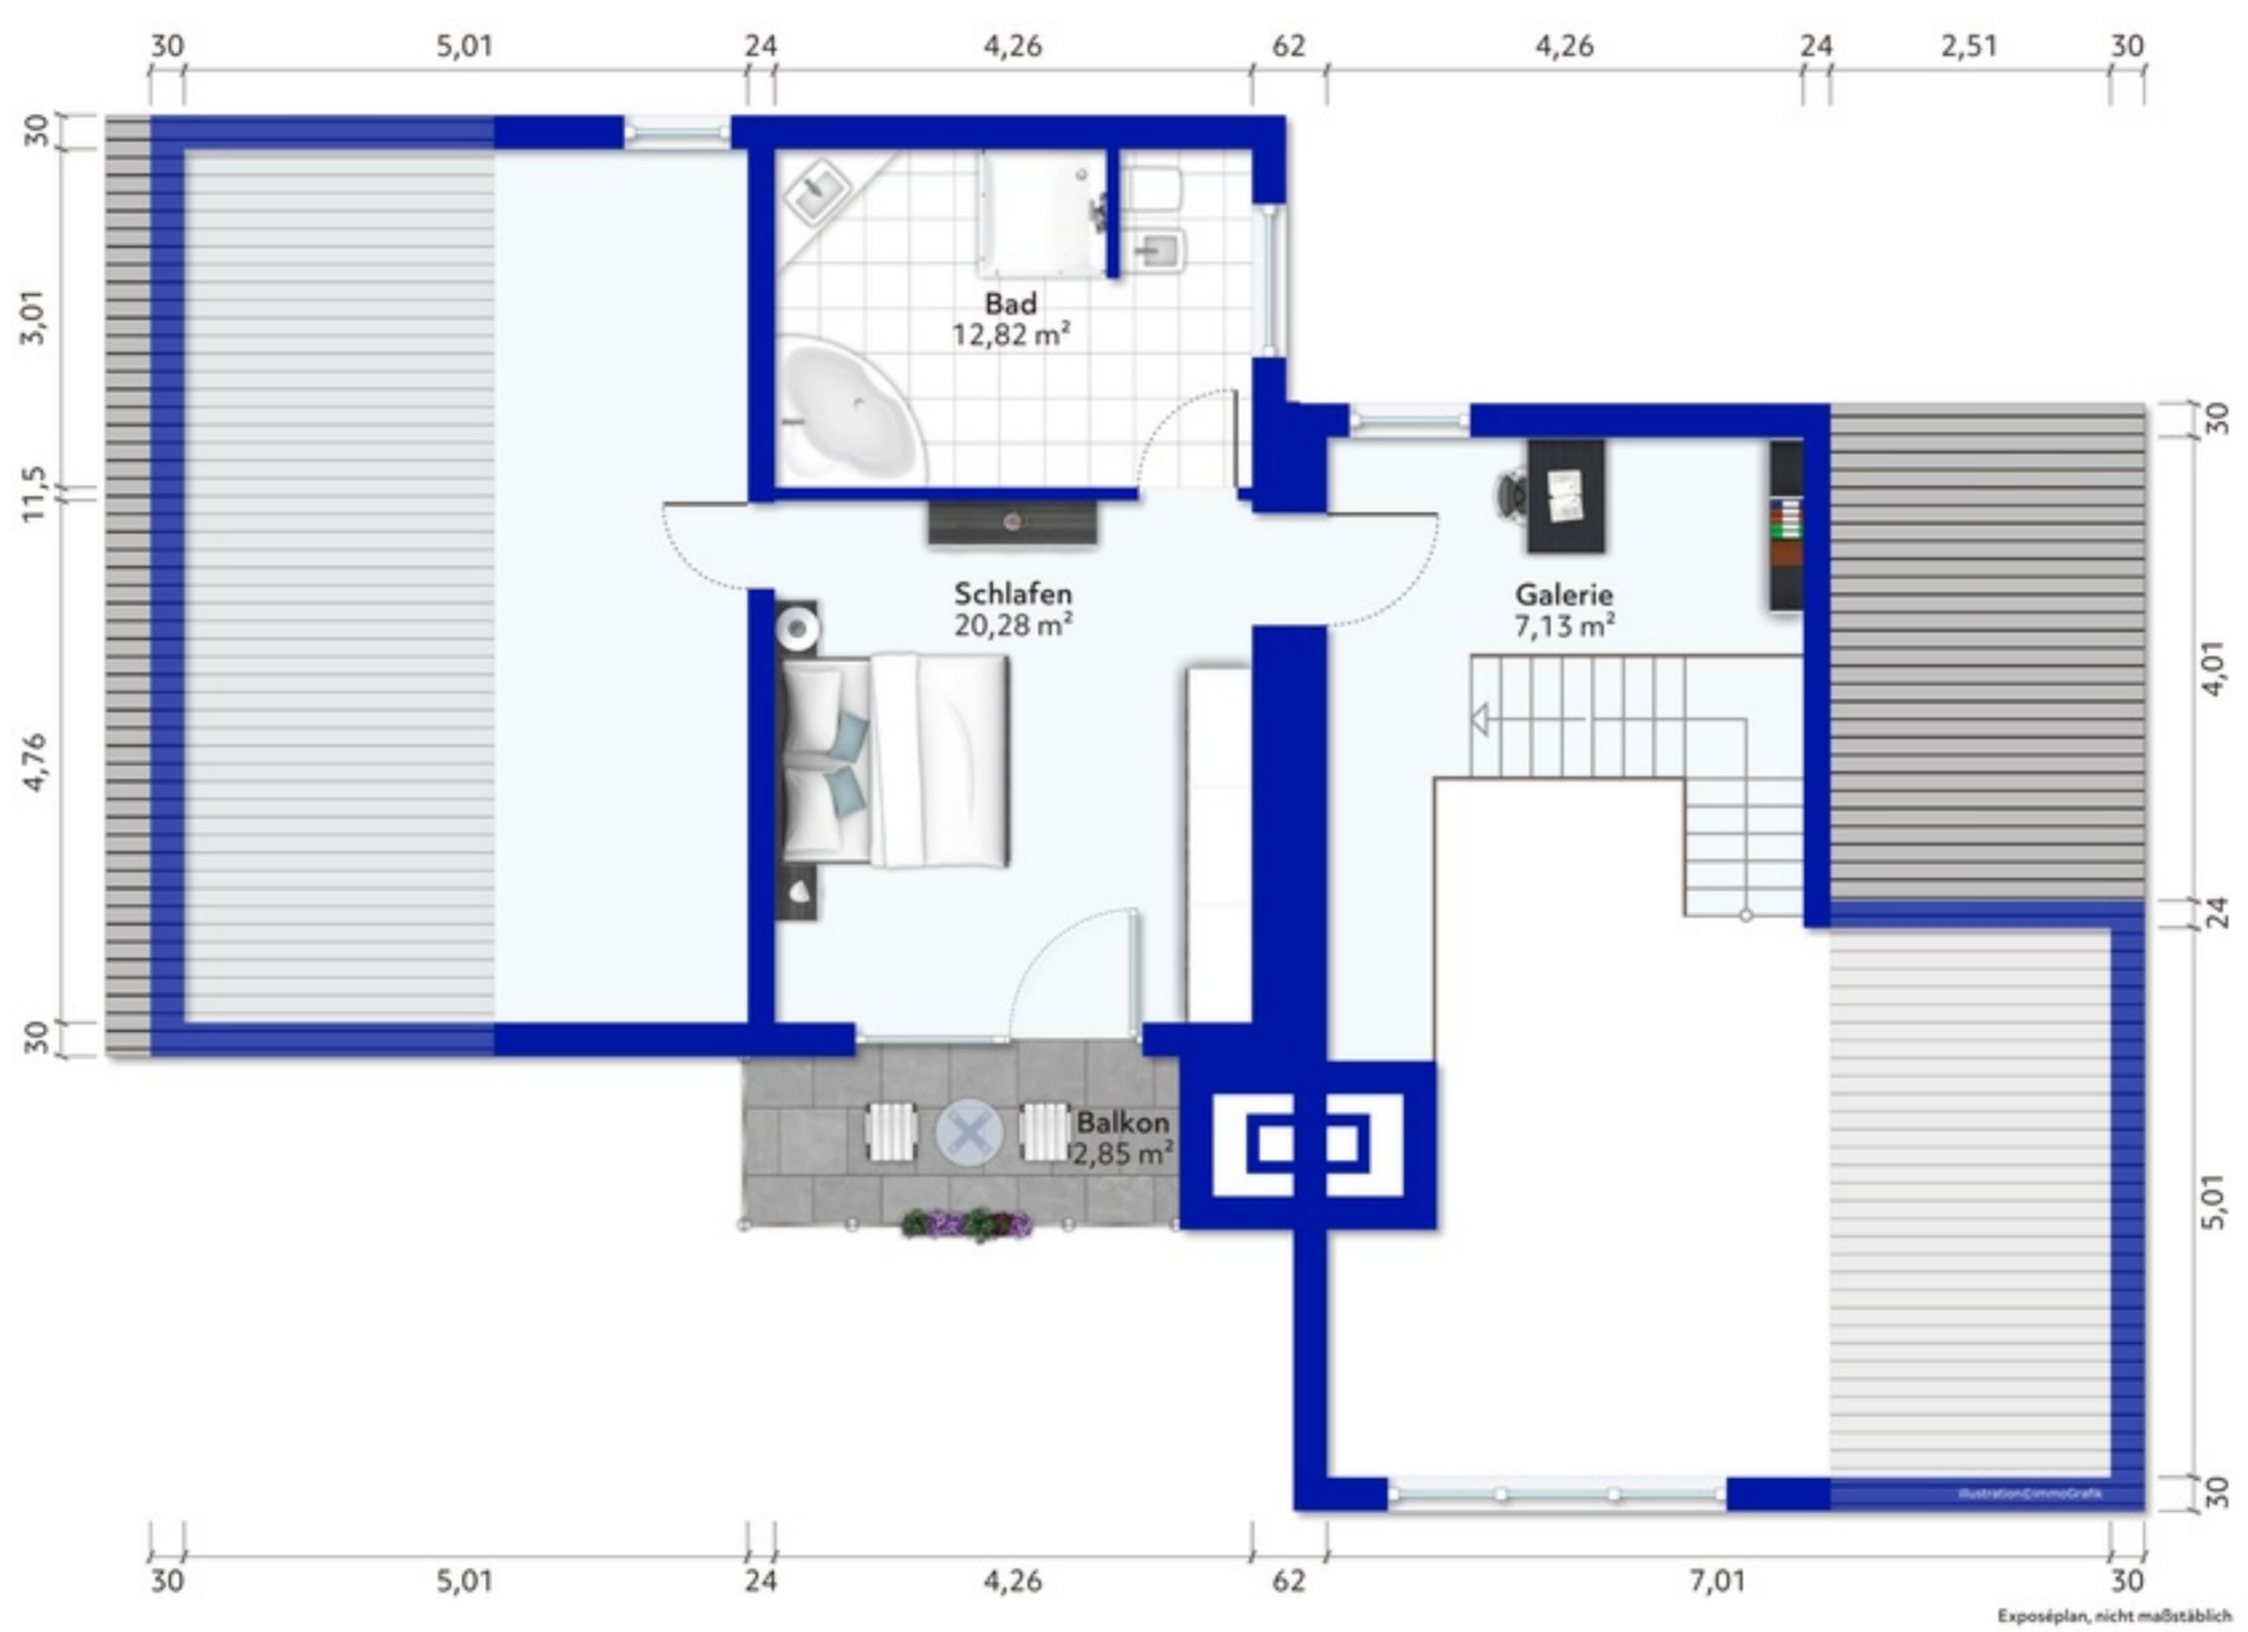 30 5,01 24 4,26 62 4,26 24 2,51 30
30
3,01
11,5
4,76
30
Bad
12,82 m²
Schlafen
20,28 m²
Galerie
7,13 m²
Balkon
2,85 m²
30
4,01
24
5,01
30
Illustration©immoGrafik
30 5,01 24 4,26 62 7,01 30
Exposéplan, nicht maßstäblich